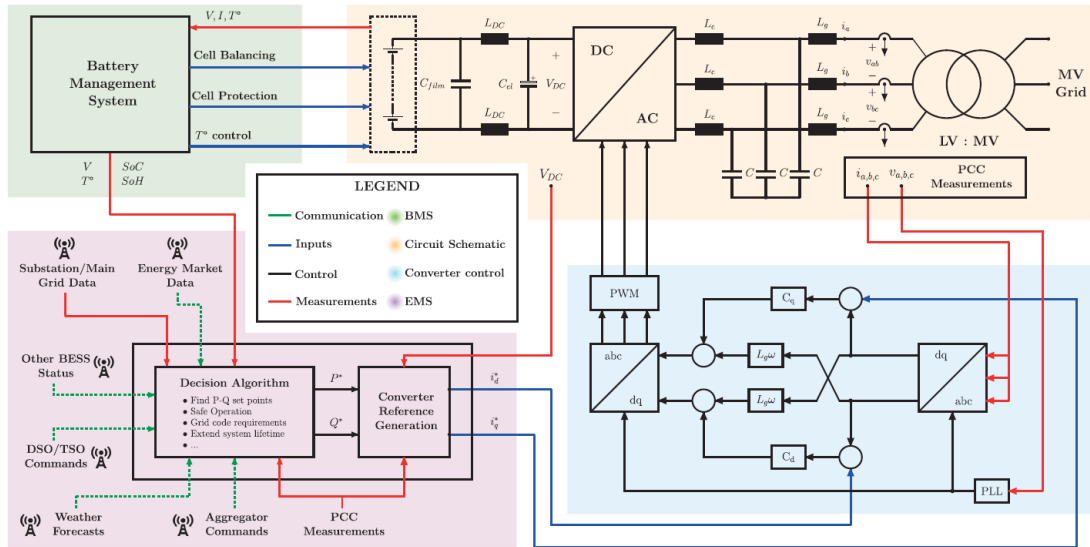 Battery
Management
System
V, I, T°
Cell Balancing
Cell Protection
T° control
V
SoC
T°
SoH
C_film
L_DC
L_DC
C_el
+
+
V_DC
−
DC
AC
L_c
L_c
L_c
L_g
L_g
L_g
i_a
i_b
i_c
+
v_ab
−
+
v_bc
−
C
C
C
MV
Grid
LV : MV
i_a,b,c
v_a,b,c
PCC
Measurements
V_DC
LEGEND
Communication
BMS
Inputs
Circuit Schematic
Control
Converter control
Measurements
EMS
Substation/Main
Grid Data
Energy Market
Data
Other BESS
Status
DSO/TSO
Commands
Weather
Forecasts
Aggregator
Commands
PCC
Measurements
Decision Algorithm
● Find P-Q set points
● Safe Operation
● Grid code requirements
● Extend system lifetime
● ...
P*
Q*
Converter
Reference
Generation
i_d*
i_q*
PWM
abc
dq
C_q
L_gω
L_gω
C_d
dq
abc
PLL